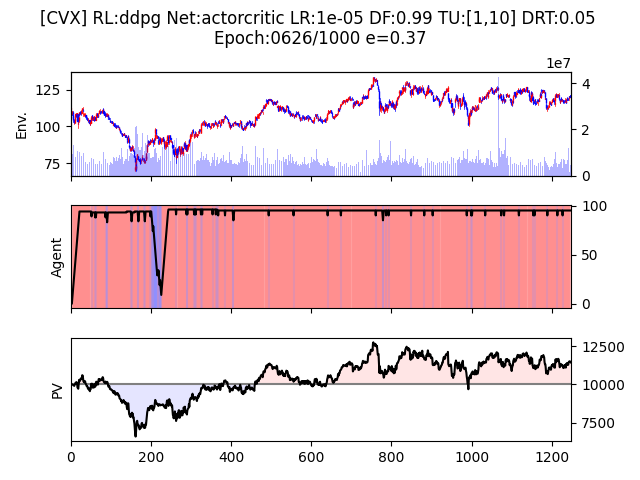 [CVX] RL:ddpg Net:actorcritic LR:1e-05 DF:0.99 TU:[1,10] DRT:0.05
Epoch:0626/1000 e=0.37
1e7
Env.
125
100
75
4
2
0
Agent
100
50
0
PV
12500
10000
7500
0 200 400 600 800 1000 1200